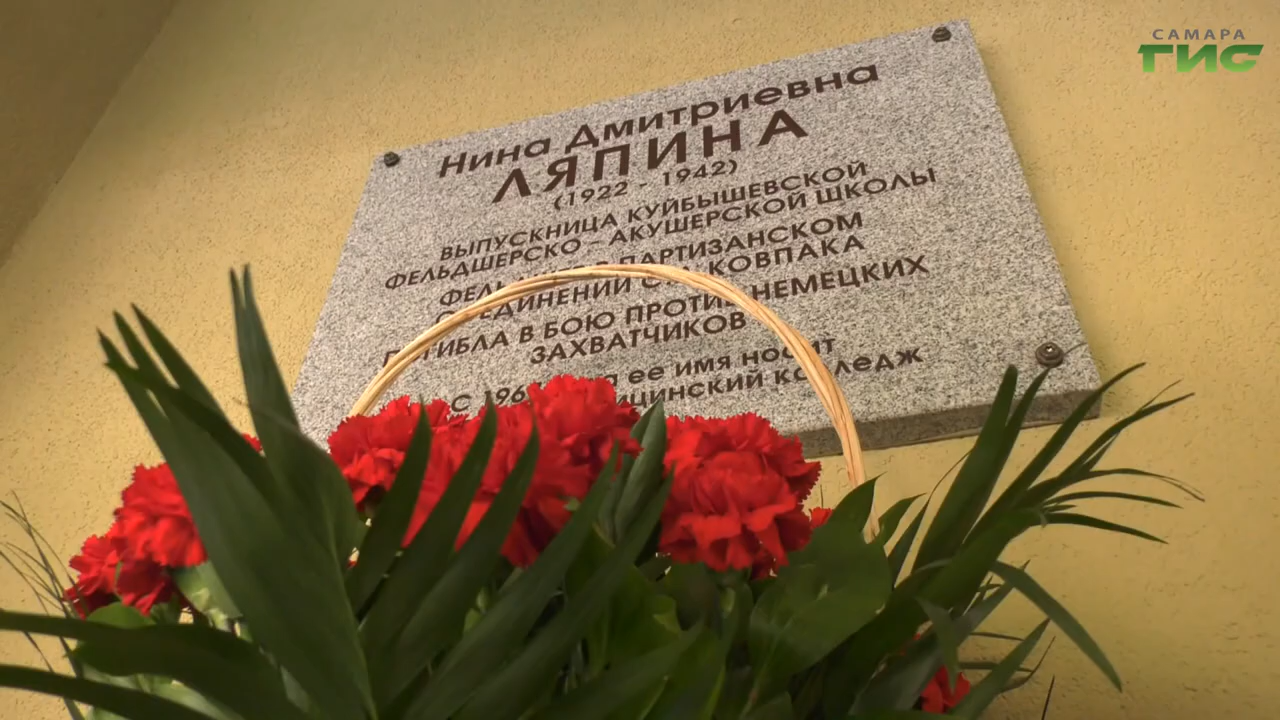 САМАРА
ГИС
Нина Дмитриевна
ЛЯПИНА
(1922 - 1942)
ВЫПУСКНИЦА КУЙБЫШЕВСКОЙ
ФЕЛЬДШЕРСКО - АКУШЕРСКОЙ ШКОЛЫ
ПАРТИЗАНСКОМ
КОВПАКА
ПОГИБЛА В БОЮ ПРОТИВ НЕМЕЦКИХ
ЗАХВАТЧИКОВ
С ее имя носит
колледж